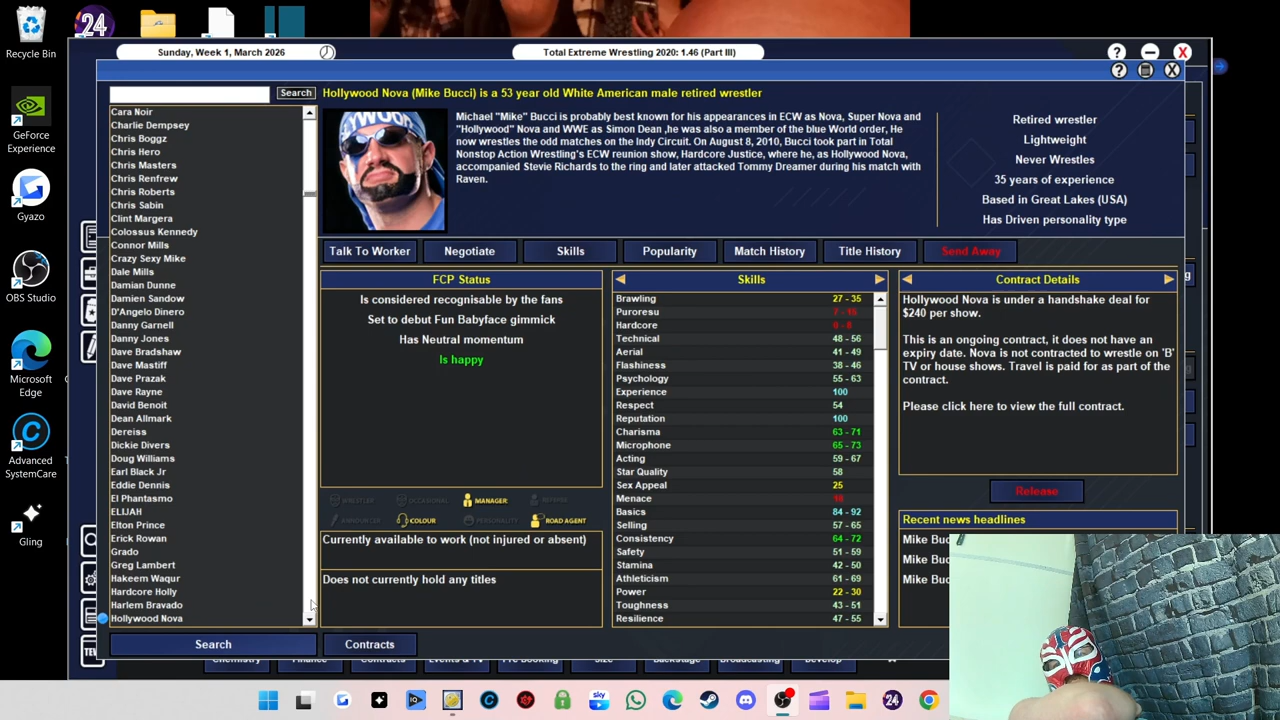 Sunday, Week 1, March 2026
Total Extreme Wrestling 2020: 1.46 (Part III)
Recycle Bin
GeForce
Experience
Gyazo
OBS Studio
Microsoft
Edge
Advanced
SystemCare
Gling
Search
Hollywood Nova (Mike Bucci) is a 53 year old White American male retired wrestler
Michael "Mike" Bucci is probably best known for his appearances in ECW as Nova, Super Nova and
"Hollywood" Nova and WWE as Simon Dean ,he was also a member of the blue World order, He
now wrestles the odd matches on the Indy Circuit. On August 8, 2010, Bucci took part in Total
Nonstop Action Wrestling's ECW reunion show, Hardcore Justice, where he, as Hollywood Nova,
accompanied Stevie Richards to the ring and later attacked Tommy Dreamer during his match with
Raven.
Retired wrestler
Lightweight
Never Wrestles
35 years of experience
Based in Great Lakes (USA)
Has Driven personality type
Cara Noir
Charlie Dempsey
Chris Boggz
Chris Hero
Chris Masters
Chris Renfrew
Chris Roberts
Chris Sabin
Clint Margera
Colossus Kennedy
Connor Mills
Crazy Sexy Mike
Dale Mills
Damian Dunne
Damien Sandow
D'Angelo Dinero
Danny Garnell
Danny Jones
Dave Bradshaw
Dave Mastiff
Dave Prazak
Dave Rayne
David Benoit
Dean Allmark
Dereiss
Dickie Divers
Doug Williams
Earl Black Jr
Eddie Dennis
El Phantasmo
ELIJAH
Elton Prince
Erick Rowan
Grado
Greg Lambert
Hakeem Waqur
Hardcore Holly
Harlem Bravado
Hollywood Nova
Search
Contracts
Talk To Worker
Negotiate
Skills
Popularity
Match History
Title History
Send Away
FCP Status
Is considered recognisable by the fans
Set to debut Fun Babyface gimmick
Has Neutral momentum
Is happy
WRESTLER
OCCASIONAL
MANAGER
REFEREE
ANNOUNCER
COLOUR
PERSONALITY
ROAD AGENT
Currently available to work (not injured or absent)
Does not currently hold any titles
Skills
Brawling 27 - 35
Puroresu 7 - 15
Hardcore 0 - 8
Technical 48 - 56
Aerial 41 - 49
Flashiness 38 - 46
Psychology 55 - 63
Experience 100
Respect 54
Reputation 100
Charisma 63 - 71
Microphone 65 - 73
Acting 59 - 67
Star Quality 58
Sex Appeal 25
Menace 18
Basics 84 - 92
Selling 57 - 65
Consistency 64 - 72
Safety 51 - 59
Stamina 42 - 50
Athleticism 61 - 69
Power 22 - 30
Toughness 43 - 51
Resilience 47 - 55
Contract Details
Hollywood Nova is under a handshake deal for
$240 per show.
This is an ongoing contract, it does not have an
expiry date. Nova is not contracted to wrestle on 'B'
TV or house shows. Travel is paid for as part of the
contract.
Please click here to view the full contract.
Release
Recent news headlines
Mike Buc
Mike Buc
Mike Buc